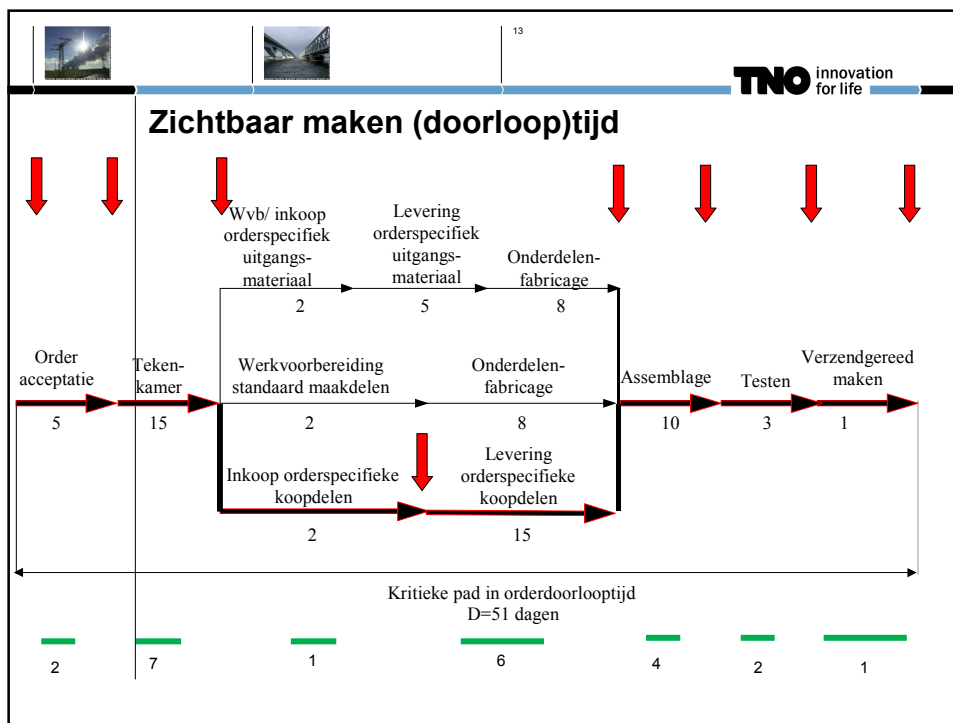 13
TNO innovation
for life
Zichtbaar maken (doorloop)tijd
Wvb/ inkoop
orderspecifiek
uitgangs-
materiaal
2
Levering
orderspecifiek
uitgangs-
materiaal
5
Onderdelen-
fabricage
8
Order
acceptatie
5
Teken-
kamer
15
Werkvoorbereiding
standaard maakdelen
2
Onderdelen-
fabricage
8
Assemblage
10
Testen
3
Verzendgereed
maken
1
Inkoop orderspecifieke
koopdelen
2
Levering
orderspecifieke
koopdelen
15
Kritieke pad in orderdoorlooptijd
D=51 dagen
2
7
1
6
4
2
1